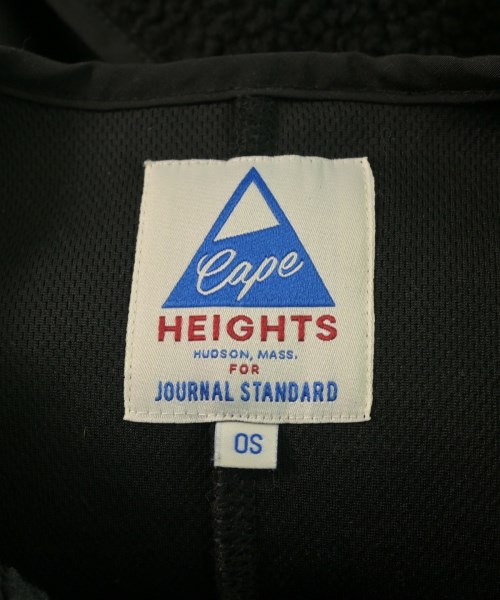 Cape
HEIGHTS
HUDSON, MASS.
FOR
JOURNAL STANDARD
OS